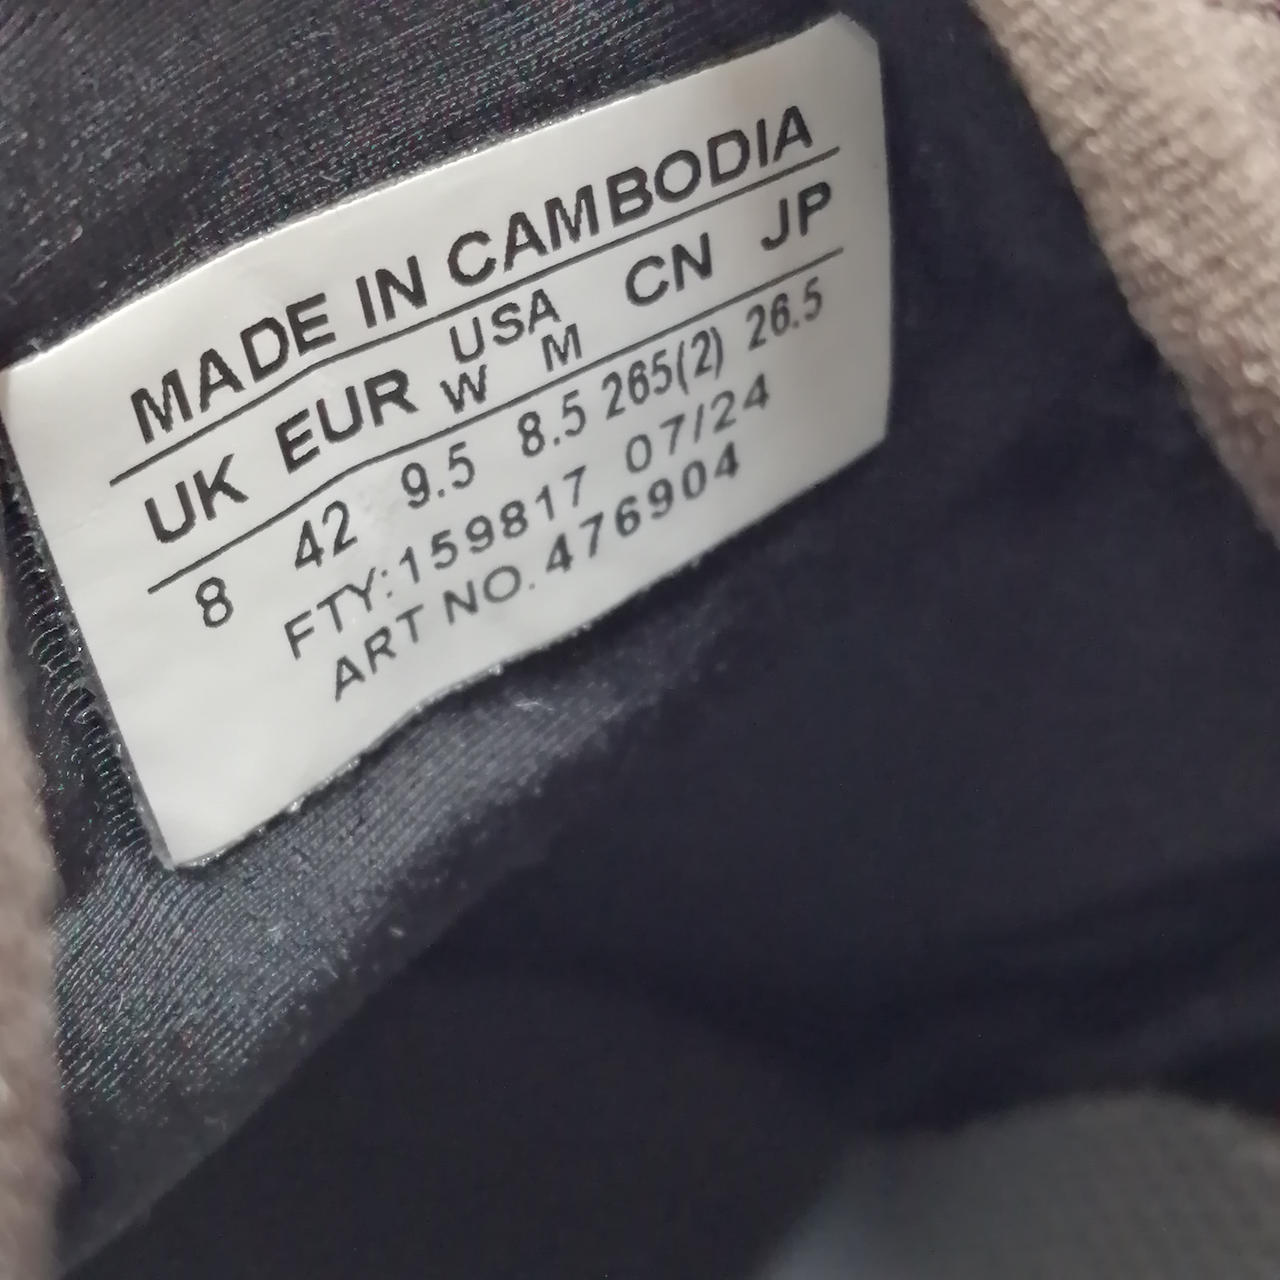 MADE IN CAMBODIA
UK EUR USA W M CN JP
8 42 9.5 8.5 265(2) 26.5
FTY:159817 07/24
ART NO.476904